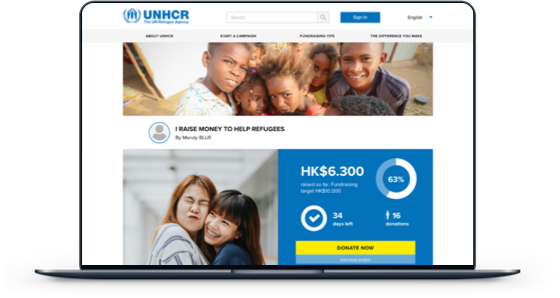 UNHCR
The UN Refugee Agency
Search
Sign in
English
ABOUT UNHCR
START A CAMPAIGN
FUNDRAISING TIPS
THE DIFFERENCE YOU MAKE
I RAISE MONEY TO HELP REFUGEES
By Mandy BLUE
HK$6.300
raised so far. Fundraising
target HK$10.000
63%
34
days left
16
donations
DONATE NOW
Individual project